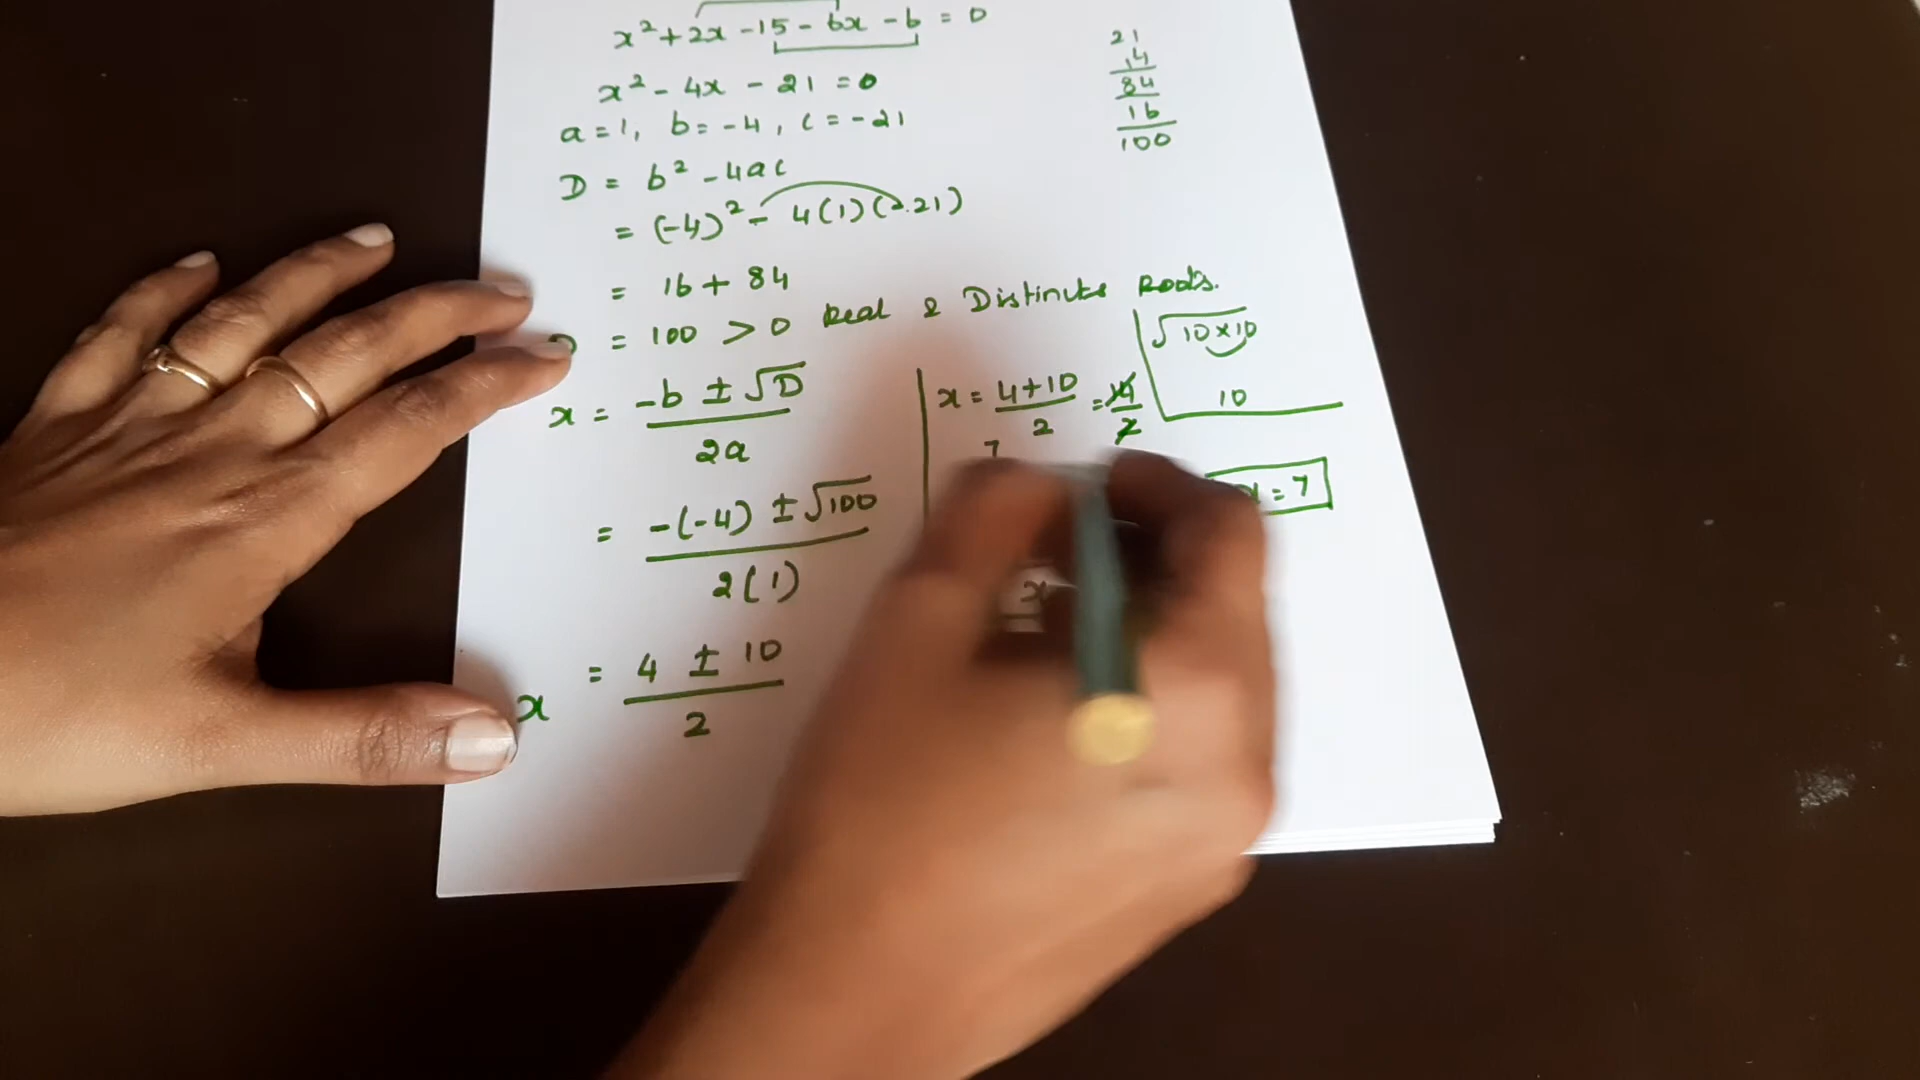 x² + 2x - 15 - 6x - 6 = 0
x² - 4x - 21 = 0
a = 1, b = -4, c = -21
D = b² - 4ac
= (-4)² - 4(1)(-21)
= 16 + 84
D = 100 > 0 Real & Distincts Roots.
x = -b ± √D / 2a
= -(-4) ± √100 / 2(1)
x = 4 ± 10 / 2
21
4
84
16
100
√10×10
10
x = 4+10 / 2 = 14 / 2
7
x = 7